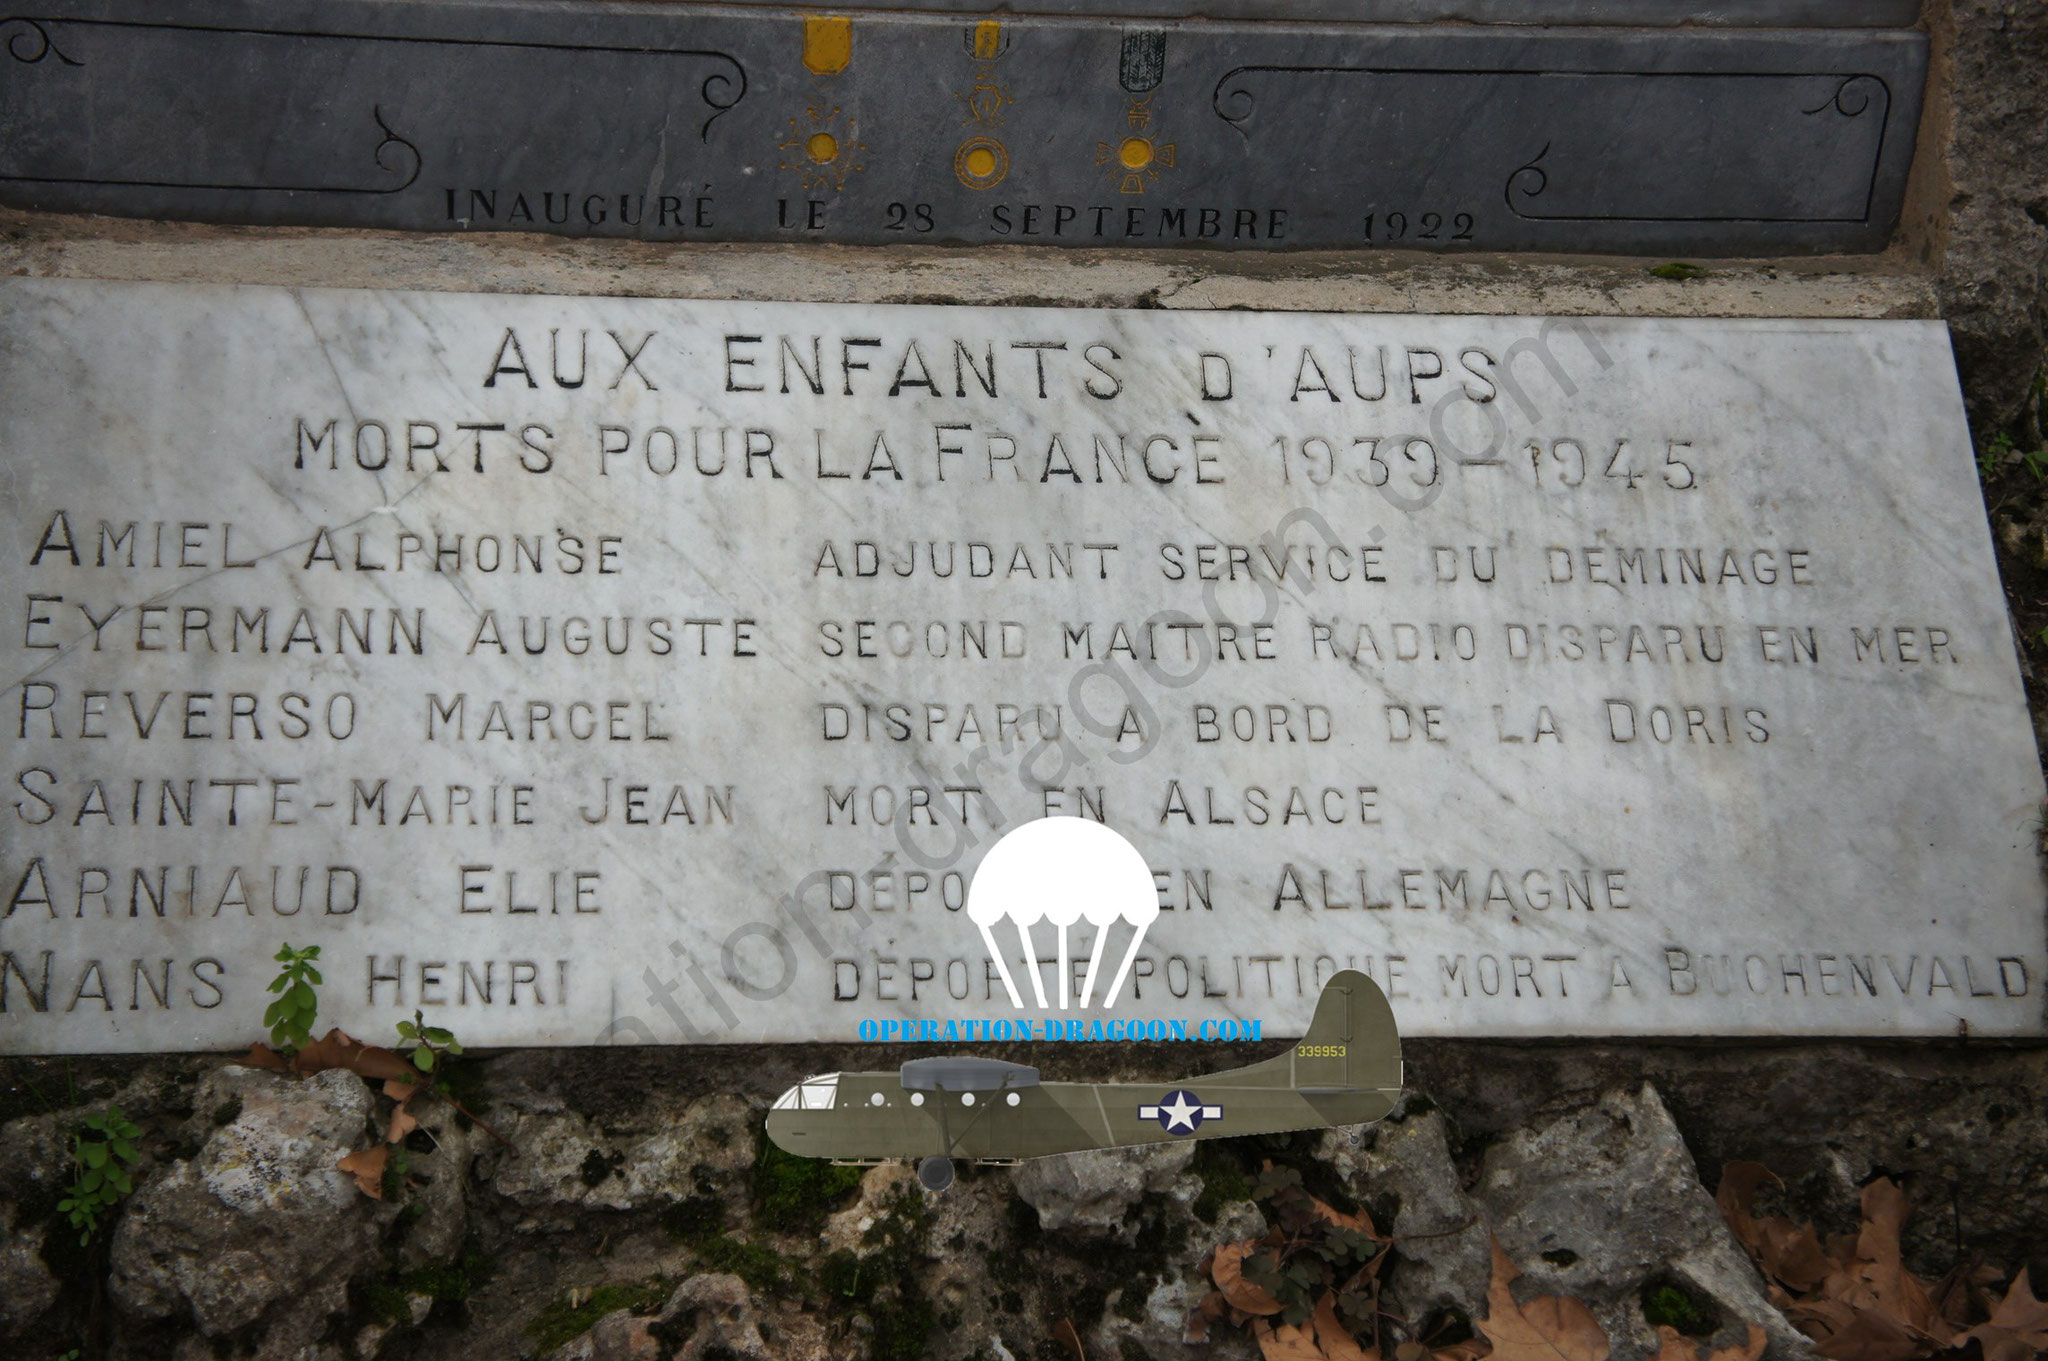 INAUGURÉ LE 28 SEPTEMBRE 1922
AUX ENFANTS D'AUPS
MORTS POUR LA FRANCE 1939-1945
AMIEL ALPHONSE ADJUDANT SERVICE DU DEMINAGE
EYERMANN AUGUSTE SECOND MAITRE RADIO DISPARU EN MER
REVERSO MARCEL DISPARU A BORD DE LA DORIS
SAINTE-MARIE JEAN MORT EN ALSACE
ARNIAUD ELIE EN ALLEMAGNE
NANS HENRI DÉPORTÉ POLITIQUE MORT A BUCHENVALD
OPERATION-DRAGOON.COM
339953